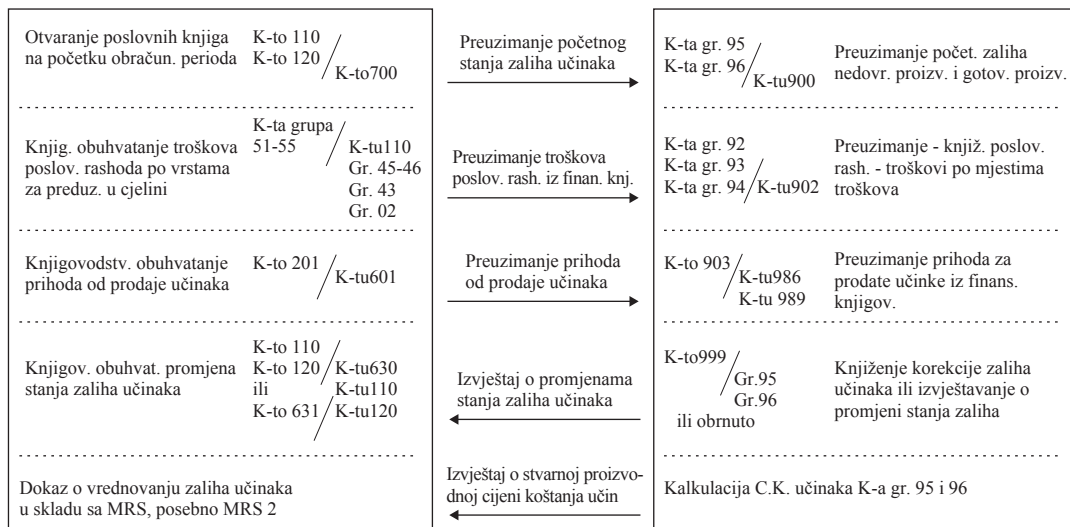 Otvaranje poslovnih knjiga
na početku obračun. perioda
K-to 110
K-to 120
K-to700
Preuzimanje početnog
stanja zaliha učinaka
K-ta gr. 95
K-ta gr. 96
K-tu900
Preuzimanje počet. zaliha
nedovr. proizv. i gotov. proizv.
Knjig. obuhvatanje troškova
poslov. rashoda po vrstama
za preduz. u cjelini
K-ta grupa
51-55
K-tu110
Gr. 45-46
Gr. 43
Gr. 02
Preuzimanje troškova
poslov. rash. iz finan. knj.
K-ta gr. 92
K-ta gr. 93
K-ta gr. 94
K-tu902
Preuzimanje - knjiž. poslov.
rash. - troškovi po mjestima
troškova
Knjigovodstv. obuhvatanje
prihoda od prodaje učinaka
K-to 201
K-tu601
Preuzimanje prihoda
od prodaje učinaka
K-to 903
K-tu986
K-tu 989
Preuzimanje prihoda za
prodate učinke iz finans.
knjigov.
Knjigov. obuhvat. promjena
stanja zaliha učinaka
K-to 110
K-to 120
ili
K-to 631
K-tu630
K-tu110
K-tu120
Izvještaj o promjenama
stanja zaliha učinaka
K-to999
Gr.95
Gr.96
ili obrnuto
Knjiženje korekcije zaliha
učinaka ili izvještavanje o
promjeni stanja zaliha
Dokaz o vrednovanju zaliha učinaka
u skladu sa MRS, posebno MRS 2
Izvještaj o stvarnoj proizvo-
dnoj cijeni koštanja učin
Kalkulacija C.K. učinaka K-a gr. 95 i 96